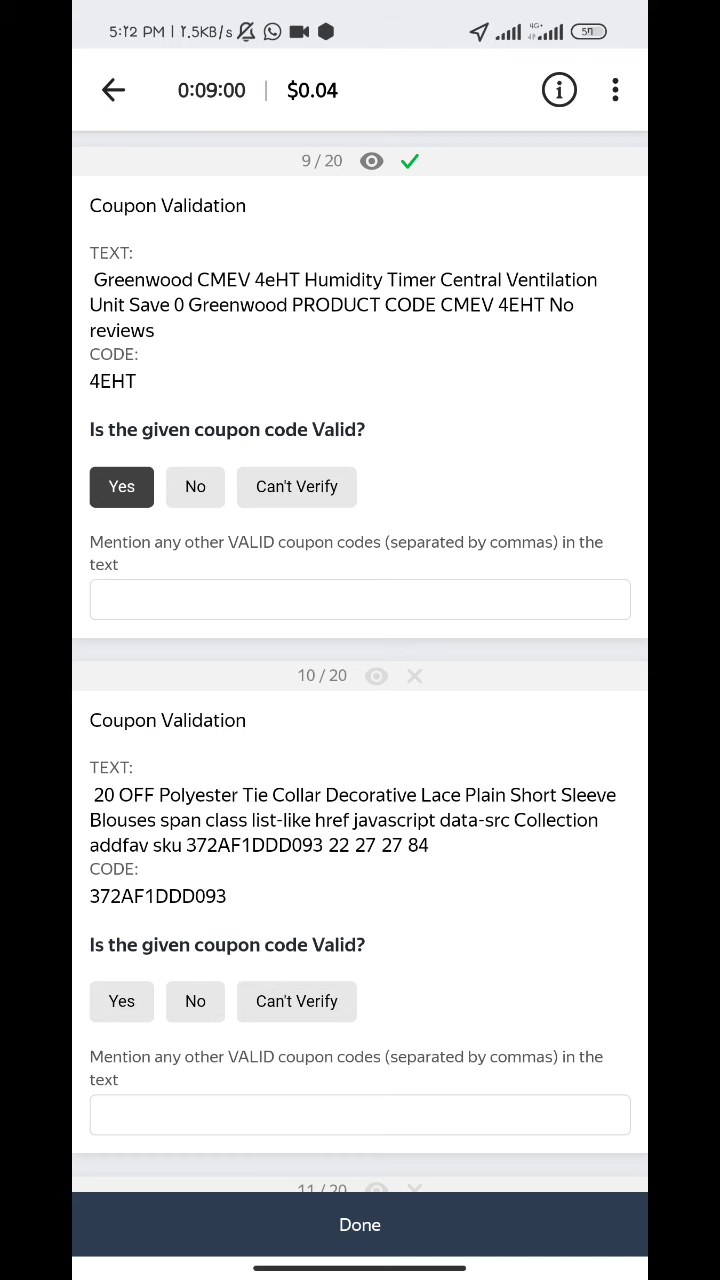 5:12 PM | 1.5KB/s
4G+
57
0:09:00 | $0.04
9 / 20
Coupon Validation
TEXT:
Greenwood CMEV 4eHT Humidity Timer Central Ventilation
Unit Save 0 Greenwood PRODUCT CODE CMEV 4EHT No
reviews
CODE:
4EHT
Is the given coupon code Valid?
Yes No Can't Verify
Mention any other VALID coupon codes (separated by commas) in the
text
10 / 20
Coupon Validation
TEXT:
20 OFF Polyester Tie Collar Decorative Lace Plain Short Sleeve
Blouses span class list-like href javascript data-src Collection
addfav sku 372AF1DDD093 22 27 27 84
CODE:
372AF1DDD093
Is the given coupon code Valid?
Yes No Can't Verify
Mention any other VALID coupon codes (separated by commas) in the
text
11 / 20
Done